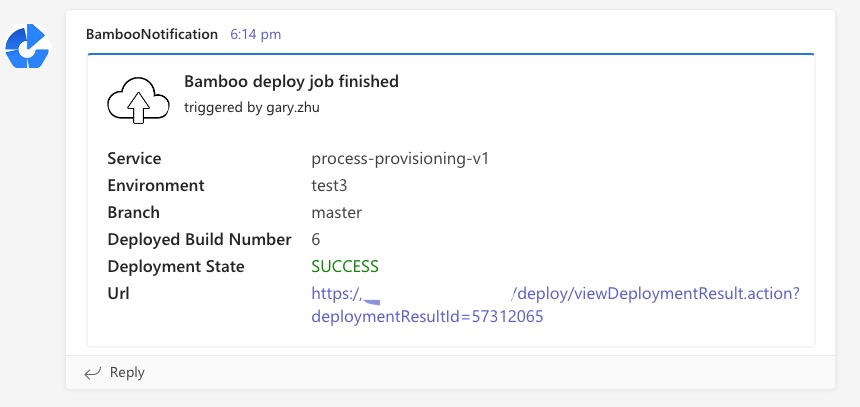 BambooNotification 6:14 pm
Bamboo deploy job finished
triggered by gary.zhu
Service process-provisioning-v1
Environment test3
Branch master
Deployed Build Number 6
Deployment State SUCCESS
Url https:/ /deploy/viewDeploymentResult.action?
deploymentResultId=57312065
Reply